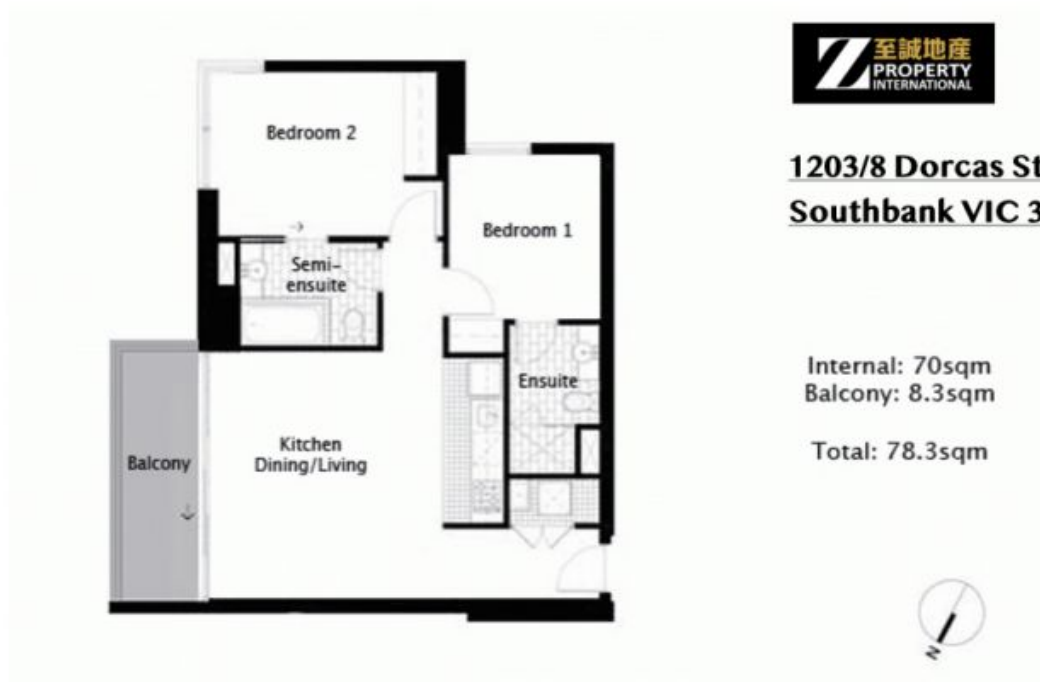 至誠地産
PROPERTY
INTERNATIONAL
1203/8 Dorcas St
Southbank VIC 3
Bedroom 2
Bedroom 1
Semi-
ensuite
Ensuite
Kitchen
Dining/Living
Balcony
Internal: 70sqm
Balcony: 8.3sqm
Total: 78.3sqm
N